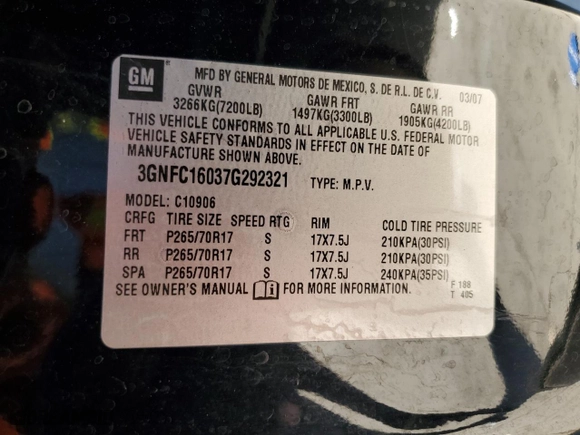 GM
MFD BY GENERAL MOTORS DE MEXICO, S. DE R.L. DE C.V. 03/07
GVWR GAWR FRT GAWR RR
3266KG(7200LB) 1497KG(3300LB) 1905KG(4200LB)
THIS VEHICLE CONFORMS TO ALL APPLICABLE U.S. FEDERAL MOTOR
VEHICLE SAFETY STANDARDS IN EFFECT ON THE DATE OF
MANUFACTURE SHOWN ABOVE.
3GNFC16037G292321 TYPE: M.P.V.
MODEL: C10906
CRFG TIRE SIZE SPEED RTG RIM COLD TIRE PRESSURE
FRT P265/70R17 S 17X7.5J 210KPA(30PSI)
RR P265/70R17 S 17X7.5J 210KPA(30PSI)
SPA P265/70R17 S 17X7.5J 240KPA(35PSI)
SEE OWNER'S MANUAL FOR MORE INFORMATION.
F 188
T 485